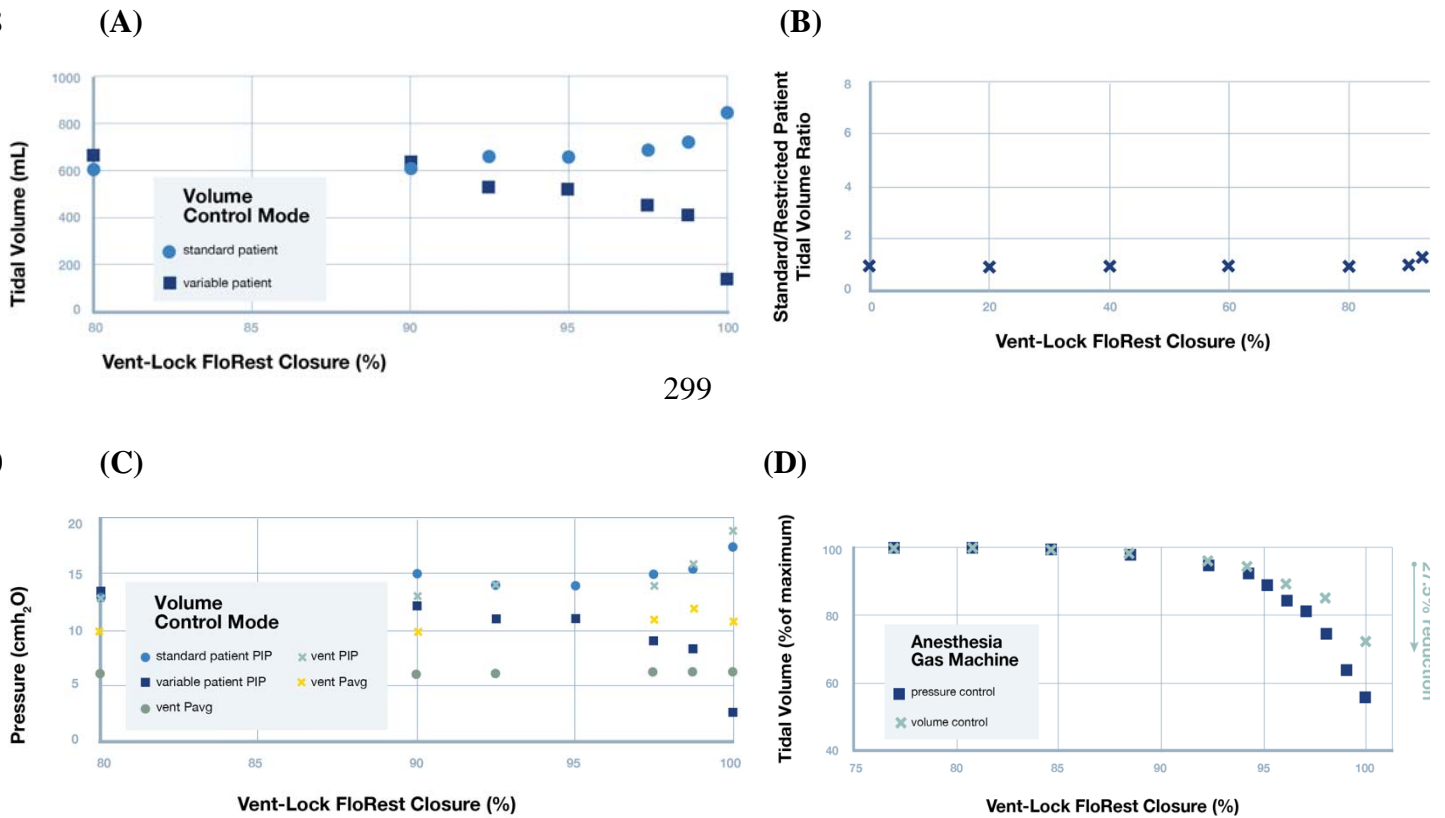 (A)
1000
800
600
400
200
0
Tidal Volume (mL)
Volume
Control Mode
standard patient
variable patient
80 85 90 95 100
Vent-Lock FloRest Closure (%)
(B)
Standard/Restricted Patient
Tidal Volume Ratio
8
6
4
2
0
0 20 40 60 80
Vent-Lock FloRest Closure (%)
299
(C)
20
15
10
5
0
Pressure (cmh2O)
Volume
Control Mode
standard patient PIP vent PIP
variable patient PIP vent Pavg
vent Pavg
80 85 90 95 100
Vent-Lock FloRest Closure (%)
(D)
Tidal Volume (%of maximum)
100
80
60
40
Anesthesia
Gas Machine
pressure control
volume control
75 80 85 90 95 100
Vent-Lock FloRest Closure (%)
27.5% reduction